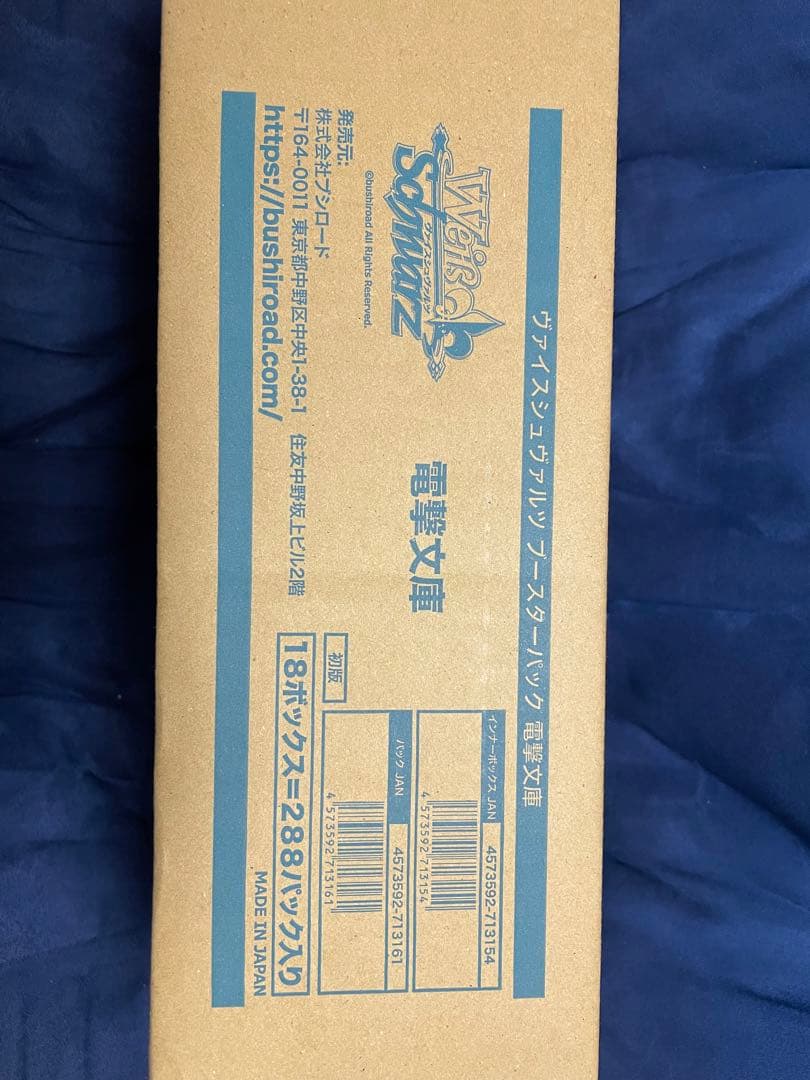 ヴァイスシュヴァルツ ブースターパック 電撃文庫
Weiß
Schwarz
ヴァイスシュヴァルツ
©bushiroad All Rights Reserved.
電撃文庫
発売元:
株式会社ブシロード
〒164-0011 東京都中野区中央1-38-1 住友中野坂上ビル2階
https://bushiroad.com/
初版
18ボックス=288パック入り
インナーボックス JAN 4573592-713154
4 573592 713154
パック JAN 4573592-713161
4 573592 713161
MADE IN JAPAN